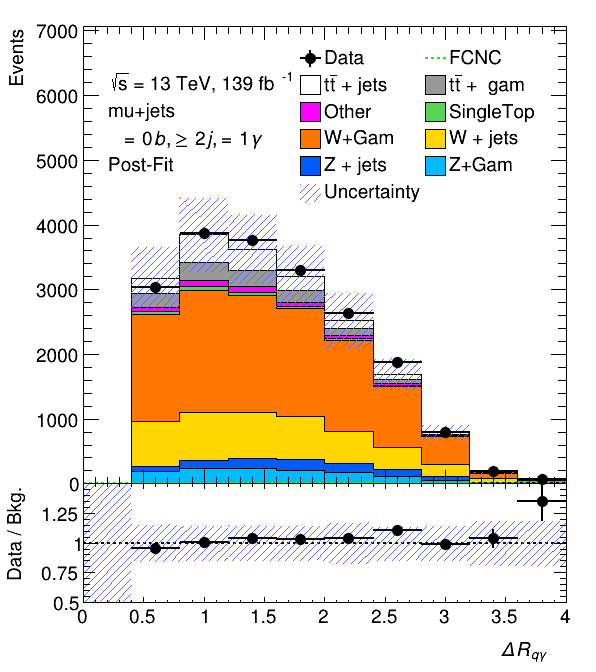 Events
7000
6000
5000
4000
3000
2000
1000
0
√s = 13 TeV, 139 fb⁻¹
mu+jets
= 0b, ≥ 2j, = 1γ
Post-Fit
Data
FCNC
tt̄ + jets
tt̄ + gam
Other
SingleTop
W+Gam
W + jets
Z + jets
Z+Gam
Uncertainty
Data / Bkg.
1.25
1
0.75
0.5
0 0.5 1 1.5 2 2.5 3 3.5 4
ΔR_qγ